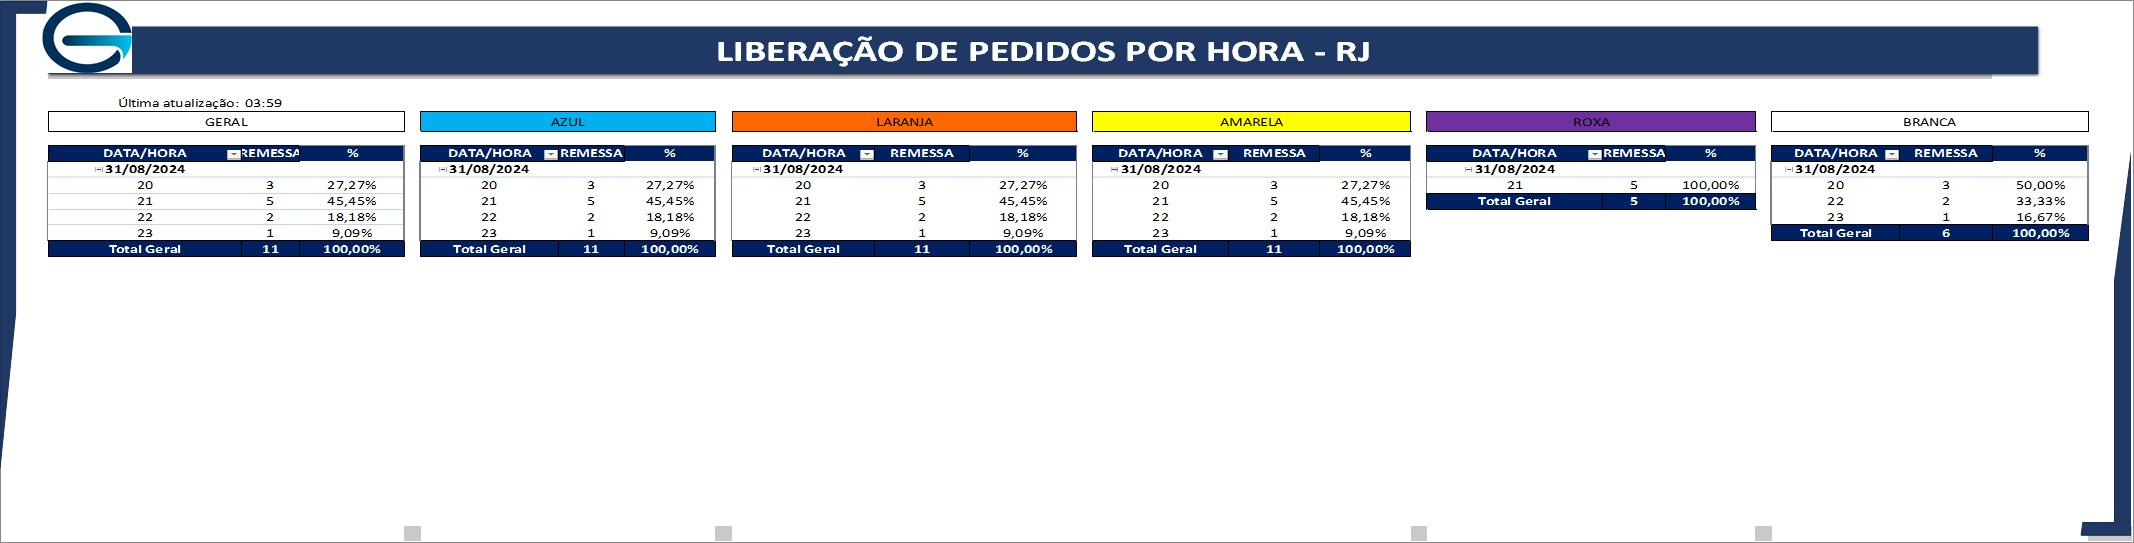 LIBERAÇÃO DE PEDIDOS POR HORA - RJ
Última atualização: 03:59
GERAL
DATA/HORA REMESSA %
31/08/2024
20 3 27,27%
21 5 45,45%
22 2 18,18%
23 1 9,09%
Total Geral 11 100,00%
AZUL
DATA/HORA REMESSA %
31/08/2024
20 3 27,27%
21 5 45,45%
22 2 18,18%
23 1 9,09%
Total Geral 11 100,00%
LARANJA
DATA/HORA REMESSA %
31/08/2024
20 3 27,27%
21 5 45,45%
22 2 18,18%
23 1 9,09%
Total Geral 11 100,00%
AMARELA
DATA/HORA REMESSA %
31/08/2024
20 3 27,27%
21 5 45,45%
22 2 18,18%
23 1 9,09%
Total Geral 11 100,00%
ROXA
DATA/HORA REMESSA %
31/08/2024
21 5 100,00%
Total Geral 5 100,00%
BRANCA
DATA/HORA REMESSA %
31/08/2024
20 3 50,00%
22 2 33,33%
23 1 16,67%
Total Geral 6 100,00%